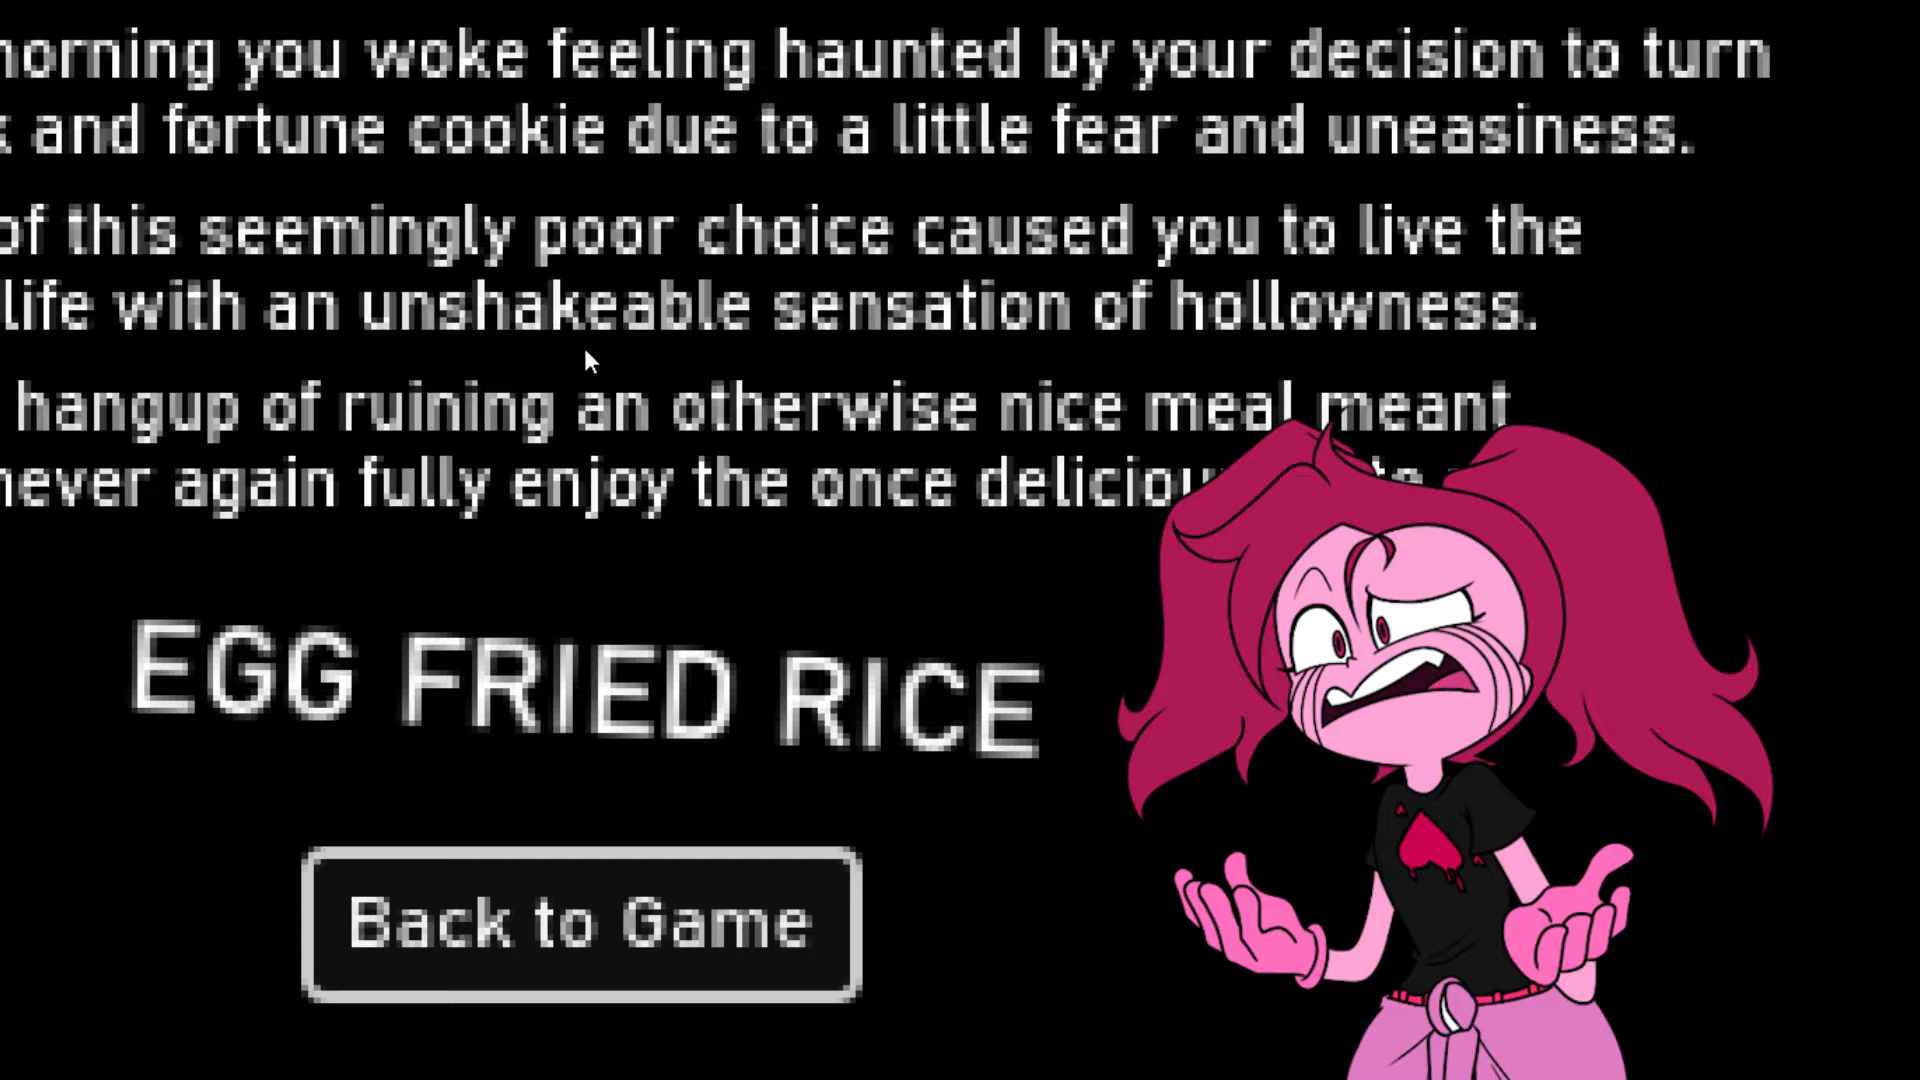 morning you woke feeling haunted by your decision to turn
and fortune cookie due to a little fear and uneasiness.
of this seemingly poor choice caused you to live the
life with an unshakeable sensation of hollowness.
hangup of ruining an otherwise nice meal meant
never again fully enjoy the once
EGG FRIED RICE
Back to Game